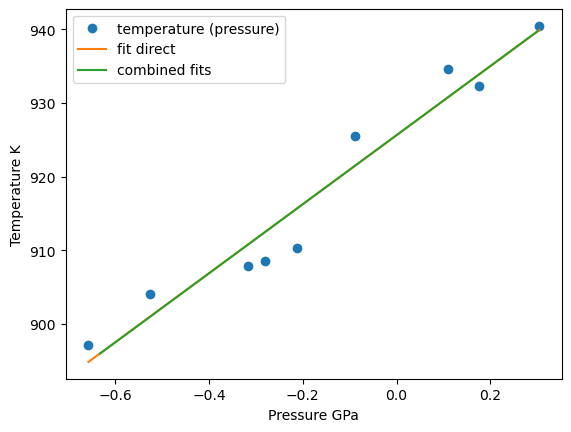 temperature (pressure)
fit direct
combined fits
940
930
920
910
900
Temperature K
−0.6
−0.4
−0.2
0.0
0.2
Pressure GPa